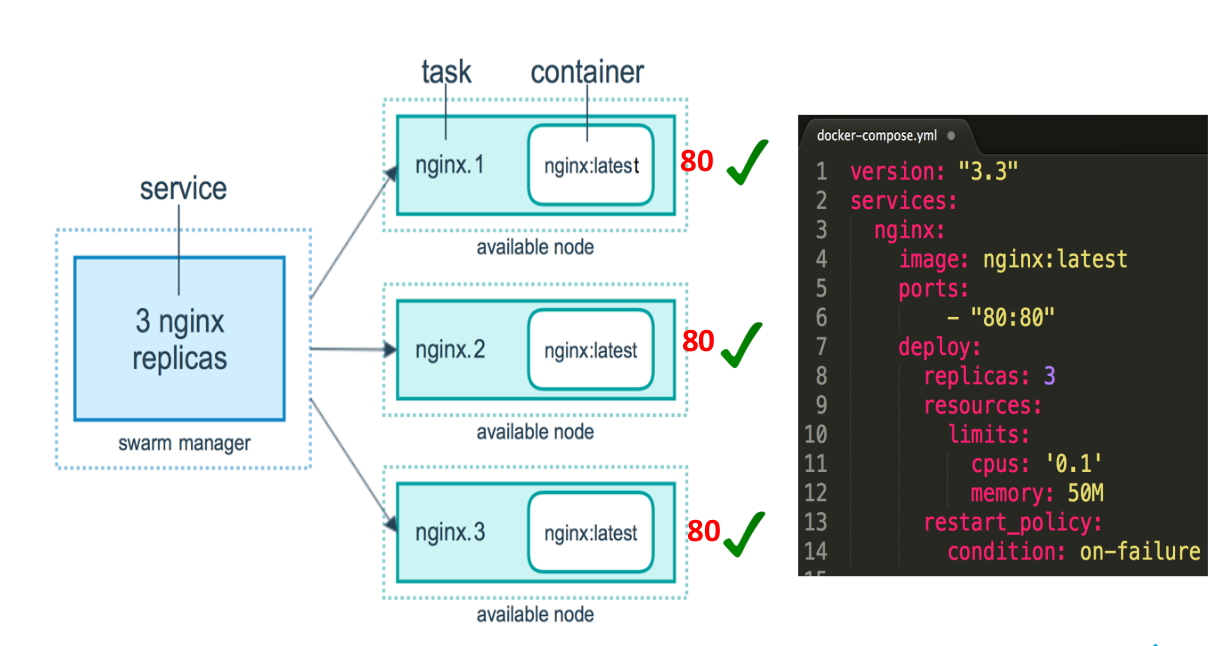 service
3 nginx
replicas
swarm manager
task
container
nginx.1
nginx:latest
80
available node
nginx.2
nginx:latest
80
available node
nginx.3
nginx:latest
80
available node
docker-compose.yml
1 version: "3.3"
2 services:
3 nginx:
4 image: nginx:latest
5 ports:
6 - "80:80"
7 deploy:
8 replicas: 3
9 resources:
10 limits:
11 cpus: '0.1'
12 memory: 50M
13 restart_policy:
14 condition: on-failure